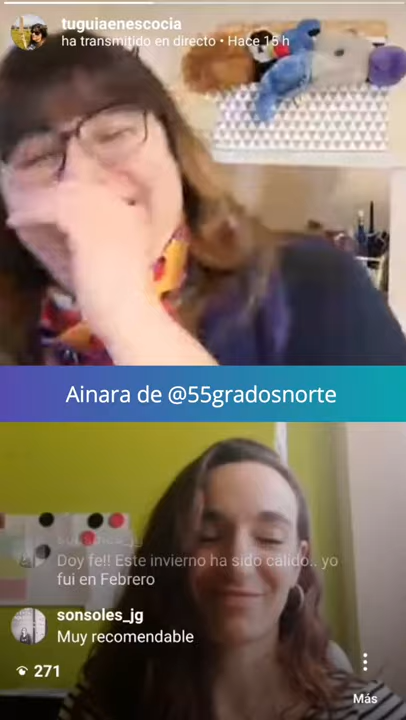 tuguiaenescocia
ha transmitido en directo • Hace 15 h
Ainara de @55gradosnorte
Doy fe!! Este invierno ha sido cálido.. yo
fui en Febrero
sonsoles_jg
Muy recomendable
271
Más